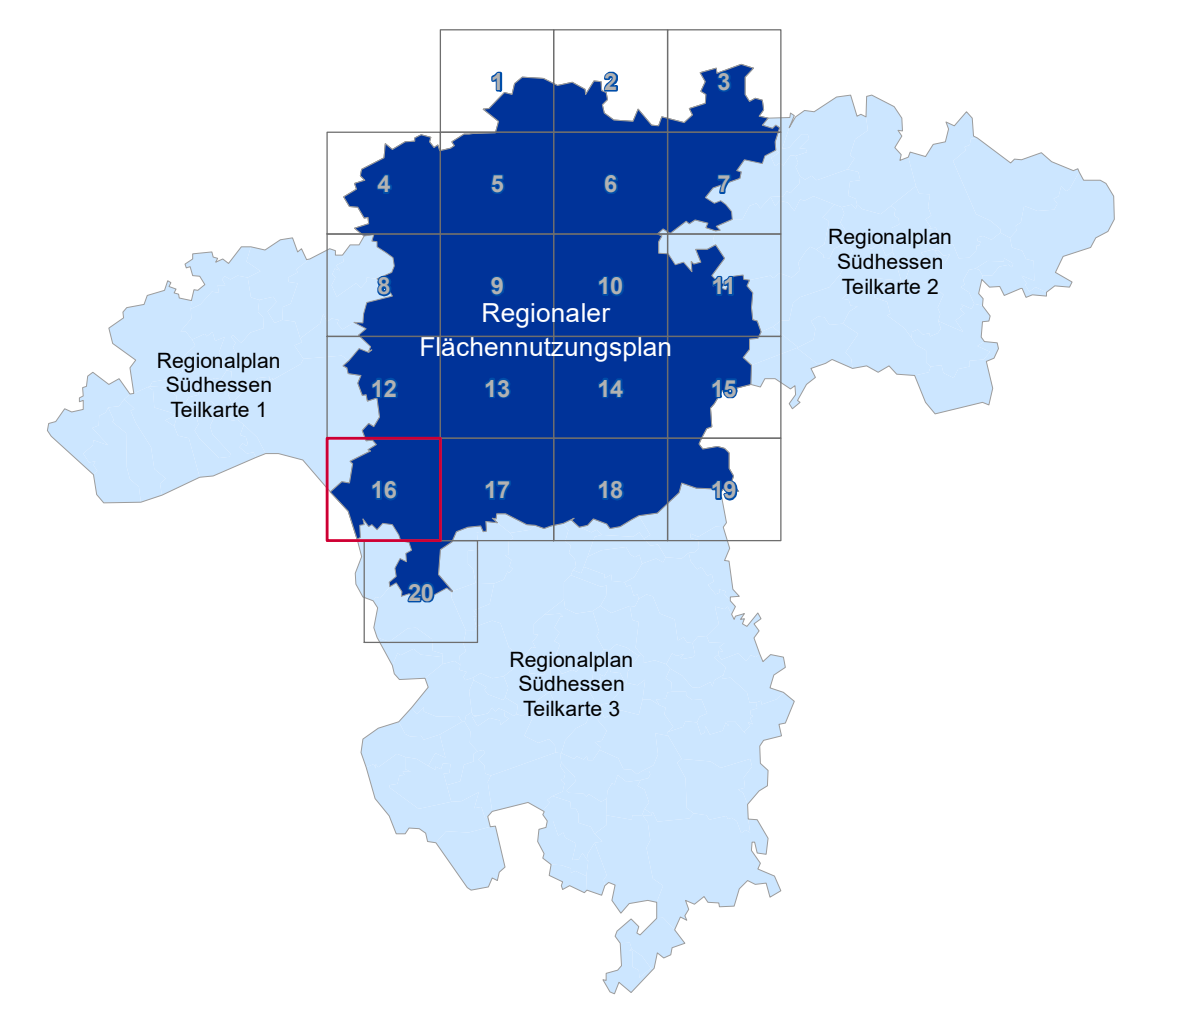 1
2
3
4
5
6
7
Regionalplan
Südhessen
Teilkarte 2
8
9
10
11
Regionaler
Flächennutzungsplan
Regionalplan
Südhessen
Teilkarte 1
12
13
14
15
16
17
18
19
20
Regionalplan
Südhessen
Teilkarte 3